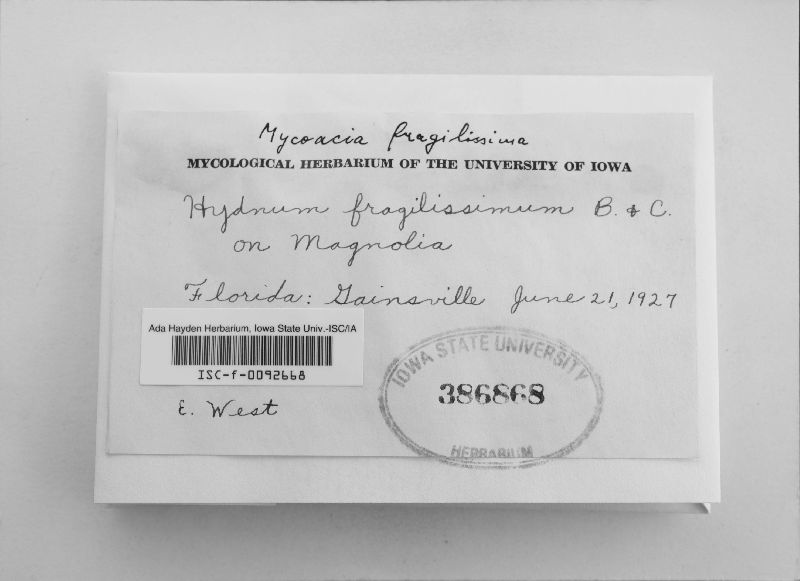 Mycoacia fragilissima
MYCOLOGICAL HERBARIUM OF THE UNIVERSITY OF IOWA
Hydnum fragilissimum B. & C.
on Magnolia
Florida: Gainsville June 21, 1927
Ada Hayden Herbarium, Iowa State Univ.-ISC/IA
ISC-f-0092668
E. West
IOWA STATE UNIVERSITY
386868
HERBARIUM